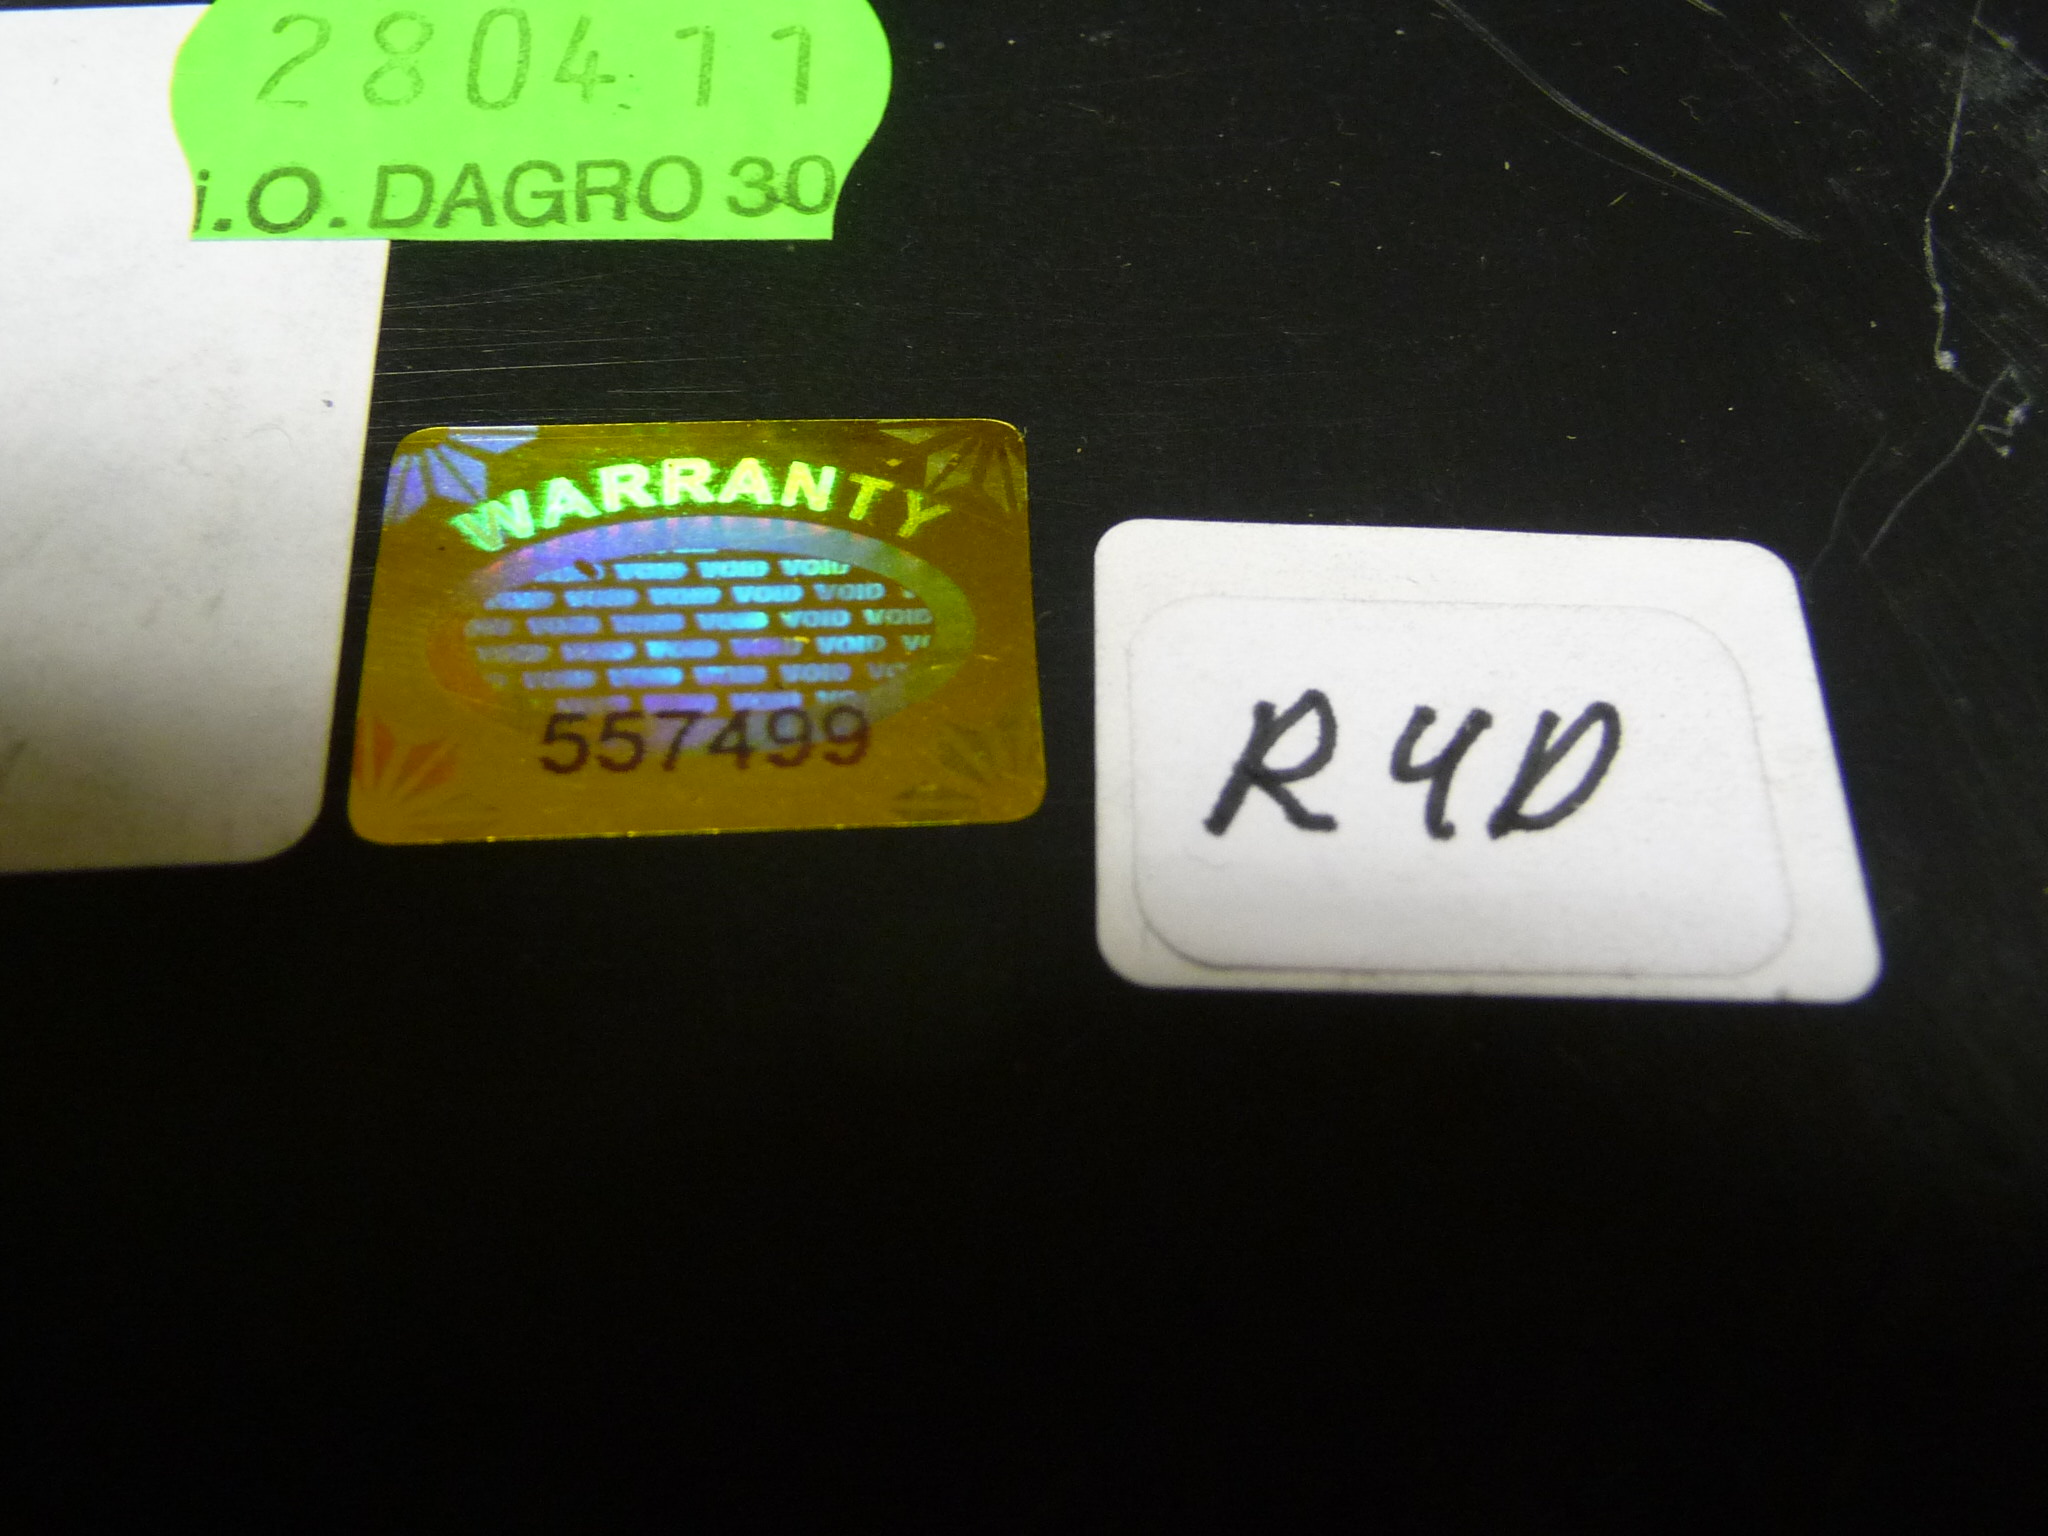 280411
i.O. DAGRO 30
WARRANTY
VOID VOID VOID
VOID VOID VOID VOID
VOID VOID VOID VOID VOID
VOID VOID VOID VOID
VOID VOID VOID VOID
557499
R4D